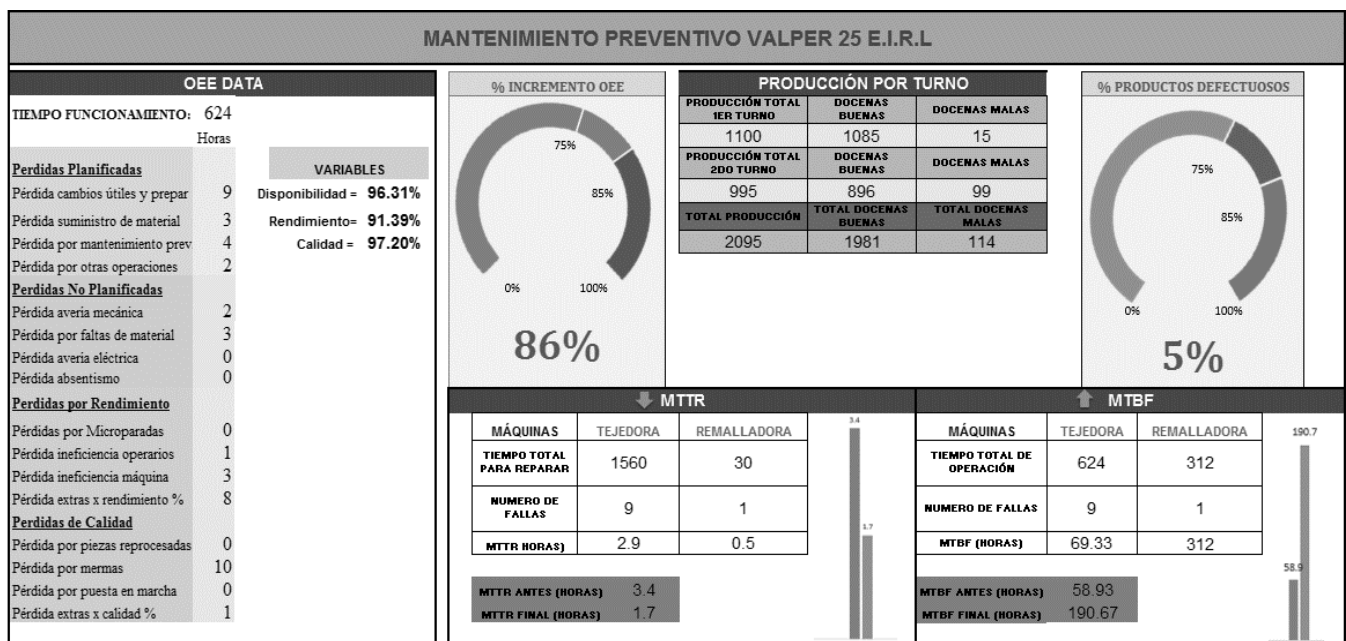 MANTENIMIENTO PREVENTIVO VALPER 25 E.I.R.L
OEE DATA
TIEMPO FUNCIONAMIENTO: 624
Horas
Perdidas Planificadas
Pérdida cambios útiles y prepar 9
Pérdida suministro de material 3
Pérdida por mantenimiento prev 4
Pérdida por otras operaciones 2
Perdidas No Planificadas
Pérdida averia mecánica 2
Pérdida por faltas de material 3
Pérdida averia eléctrica 0
Pérdida absentismo 0
Perdidas por Rendimiento
Pérdidas por Microparadas 0
Pérdida ineficiencia operarios 1
Pérdida ineficiencia máquina 3
Pérdida extras x rendimiento % 8
Perdidas de Calidad
Pérdida por piezas reprocesadas 0
Pérdida por mermas 10
Pérdida por puesta en marcha 0
Pérdida extras x calidad % 1
VARIABLES
Disponibilidad = 96.31%
Rendimiento= 91.39%
Calidad = 97.20%
% INCREMENTO OEE
75%
85%
0% 100%
86%
PRODUCCIÓN POR TURNO
PRODUCCIÓN TOTAL 1ER TURNO DOCENAS BUENAS DOCENAS MALAS
1100 1085 15
PRODUCCIÓN TOTAL 2DO TURNO DOCENAS BUENAS DOCENAS MALAS
995 896 99
TOTAL PRODUCCIÓN TOTAL DOCENAS BUENAS TOTAL DOCENAS MALAS
2095 1981 114
% PRODUCTOS DEFECTUOSOS
75%
85%
0% 100%
5%
MTTR
MÁQUINAS TEJEDORA REMALLADORA
TIEMPO TOTAL PARA REPARAR 1560 30
NUMERO DE FALLAS 9 1
MTTR HORAS) 2.9 0.5
MTTR ANTES (HORAS) 3.4
MTTR FINAL (HORAS) 1.7
3.4
1.7
MTBF
MÁQUINAS TEJEDORA REMALLADORA
TIEMPO TOTAL DE OPERACIÓN 624 312
NUMERO DE FALLAS 9 1
MTBF (HORAS) 69.33 312
MTBF ANTES (HORAS) 58.93
MTBF FINAL (HORAS) 190.67
190.7
58.9